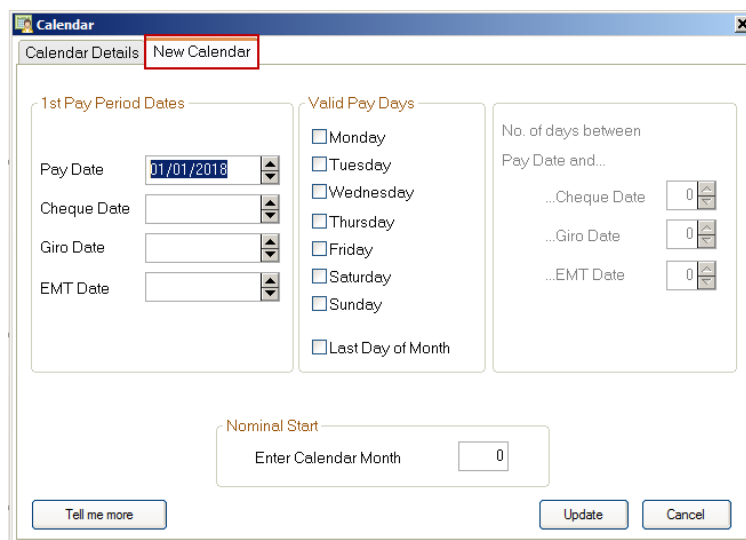 Calendar
Calendar Details New Calendar
1st Pay Period Dates
Pay Date 01/01/2018
Cheque Date
Giro Date
EMT Date
Valid Pay Days
Monday
Tuesday
Wednesday
Thursday
Friday
Saturday
Sunday
Last Day of Month
No. of days between
Pay Date and...
...Cheque Date 0
...Giro Date 0
...EMT Date 0
Nominal Start
Enter Calendar Month 0
Tell me more Update Cancel